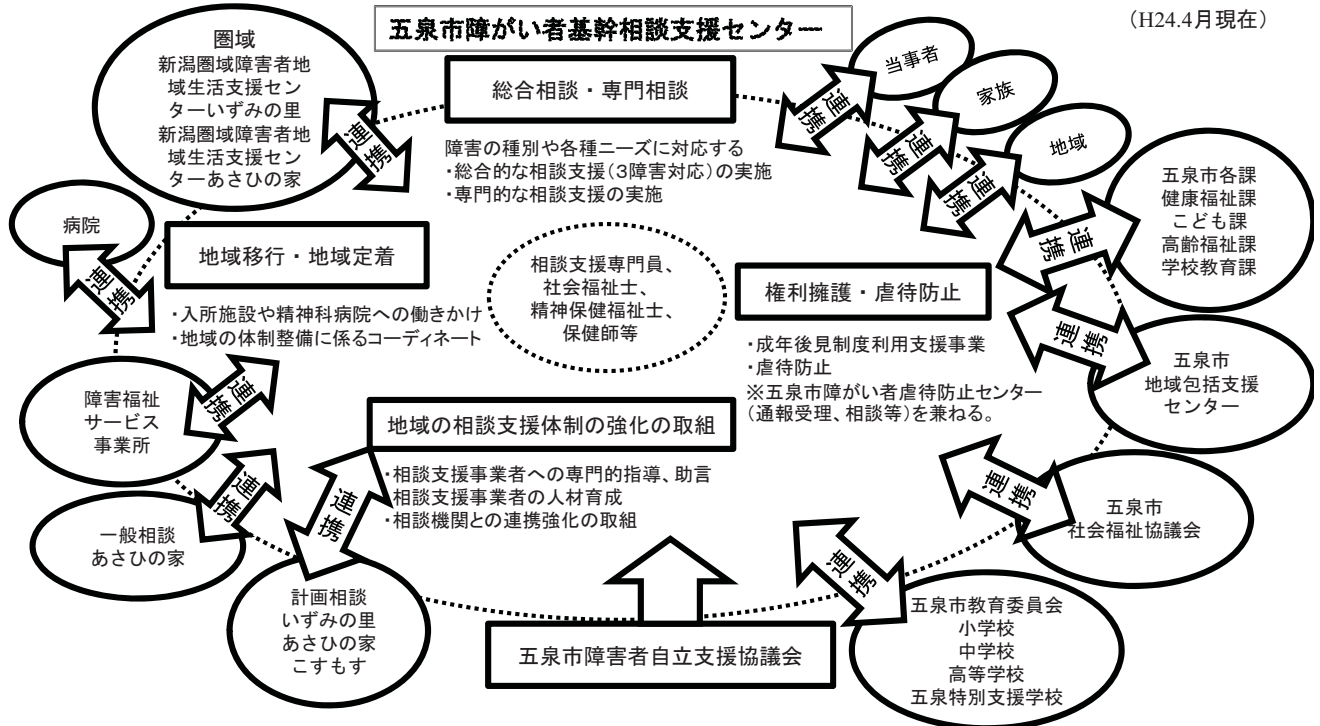 五泉市障がい者基幹相談支援センター
（H24.4月現在）
圏域
新潟圏域障害者地
域生活支援セン
ターいずみの里
新潟圏域障害者地
域生活支援セン
ターあさひの家
連携
総合相談・専門相談
障害の種別や各種ニーズに対応する
・総合的な相談支援（3障害対応）の実施
・専門的な相談支援の実施
当事者
連携
家族
連携
地域
連携
五泉市各課
健康福祉課
こども課
高齢福祉課
学校教育課
連携
病院
連携
地域移行・地域定着
・入所施設や精神科病院への働きかけ
・地域の体制整備に係るコーディネート
相談支援専門員、
社会福祉士、
精神保健福祉士、
保健師等
権利擁護・虐待防止
・成年後見制度利用支援事業
・虐待防止
※五泉市障がい者虐待防止センター
（通報受理、相談等）を兼ねる。
連携
五泉市
地域包括支援
センター
障害福祉
サービス
事業所
連携
地域の相談支援体制の強化の取組
・相談支援事業者への専門的指導、助言
・相談支援事業者の人材育成
・相談機関との連携強化の取組
連携
五泉市
社会福祉協議会
一般相談
あさひの家
連携
計画相談
いずみの里
あさひの家
こすもす
連携
五泉市障害者自立支援協議会
連携
五泉市教育委員会
小学校
中学校
高等学校
五泉特別支援学校